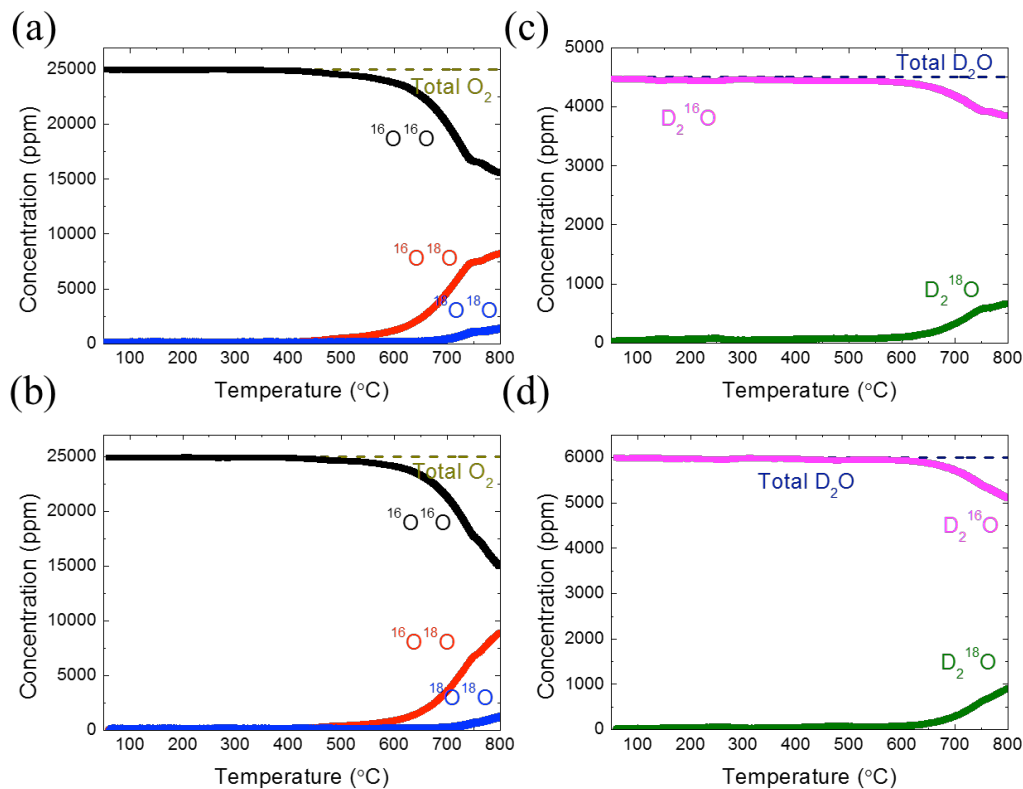 (a)
25000
20000
15000
10000
5000
0
Concentration (ppm)
Total O₂
¹⁶O¹⁶O
¹⁶O¹⁸O
¹⁸O¹⁸O
100 200 300 400 500 600 700 800
Temperature (°C)
(c)
5000
4000
3000
2000
1000
0
Concentration (ppm)
Total D₂O
D₂¹⁶O
D₂¹⁸O
100 200 300 400 500 600 700 800
Temperature (°C)
(b)
25000
20000
15000
10000
5000
0
Concentration (ppm)
Total O₂
¹⁶O¹⁶O
¹⁶O¹⁸O
¹⁸O¹⁸O
100 200 300 400 500 600 700 800
Temperature (°C)
(d)
6000
5000
4000
3000
2000
1000
0
Concentration (ppm)
Total D₂O
D₂¹⁶O
D₂¹⁸O
100 200 300 400 500 600 700 800
Temperature (°C)